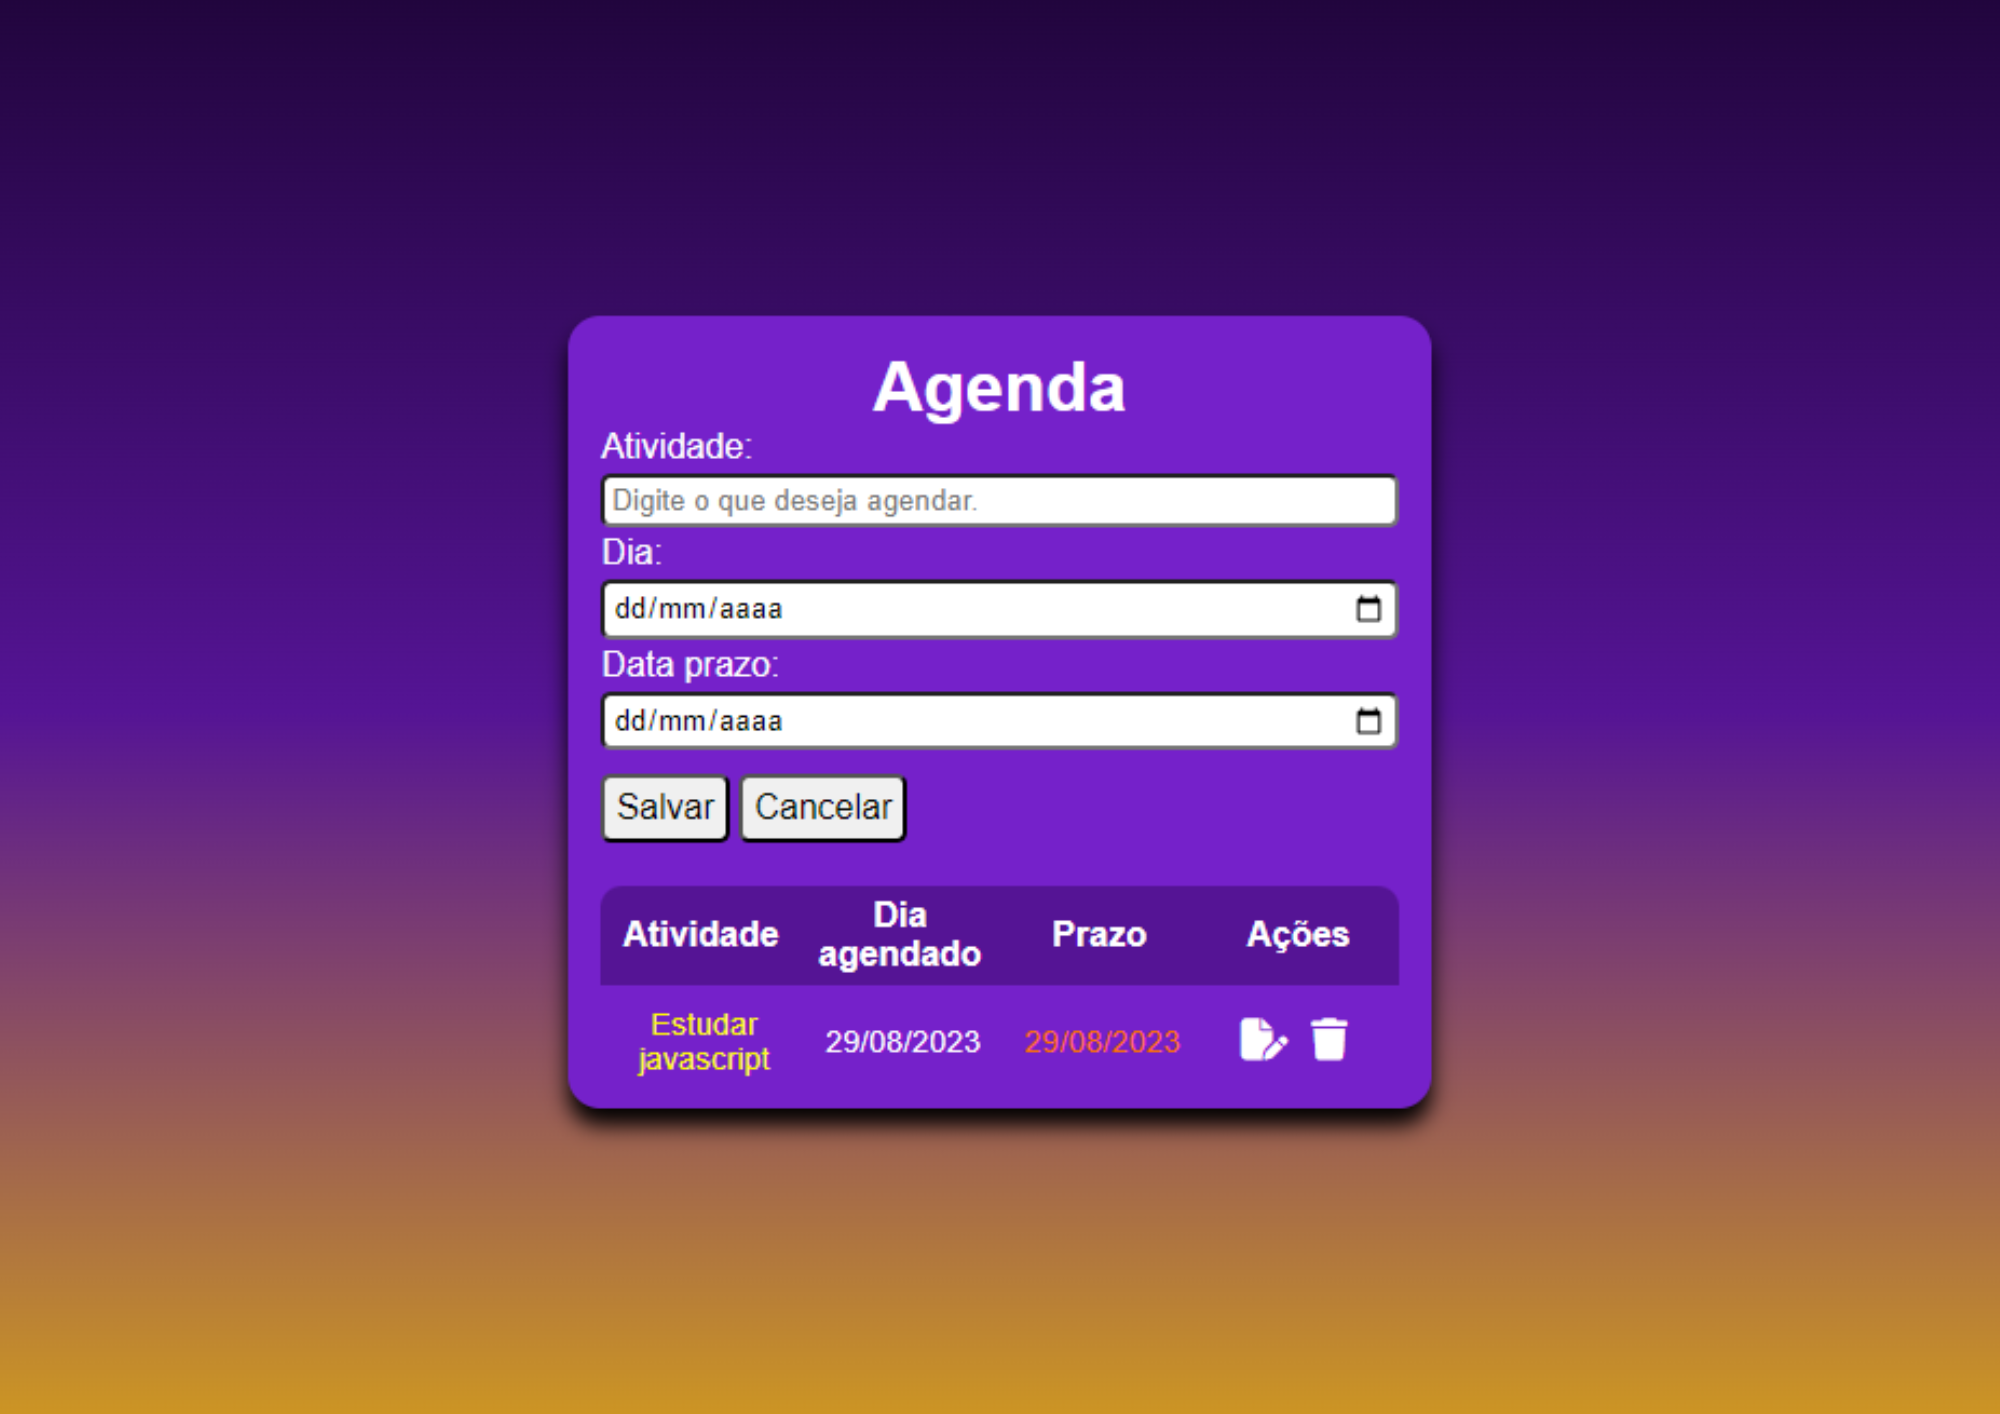 Agenda
Atividade:
Digite o que deseja agendar.
Dia:
dd/mm/aaaa
Data prazo:
dd/mm/aaaa
Salvar Cancelar
Atividade Dia agendado Prazo Ações
Estudar javascript 29/08/2023 29/08/2023